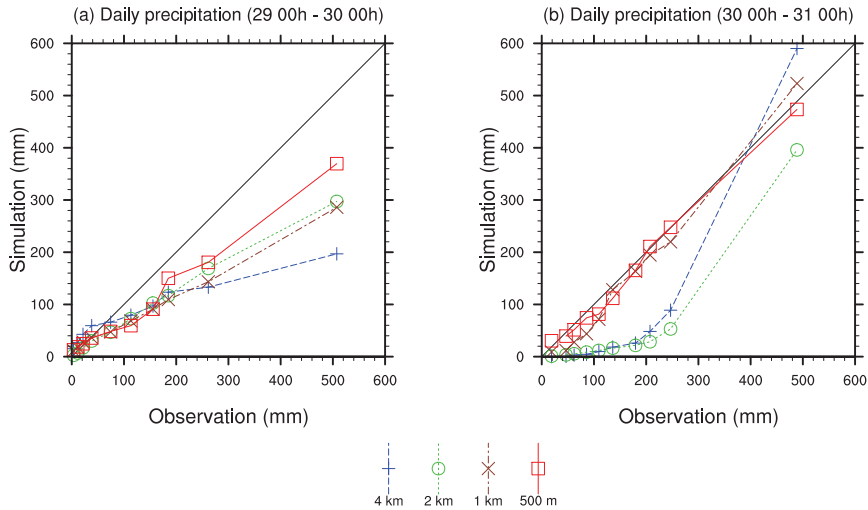 (a) Daily precipitation (29 00h - 30 00h)
600
500
400
300
200
100
0
Simulation (mm)
0 100 200 300 400 500 600
Observation (mm)
(b) Daily precipitation (30 00h - 31 00h)
600
500
400
300
200
100
0
Simulation (mm)
0 100 200 300 400 500 600
Observation (mm)
4 km 2 km 1 km 500 m